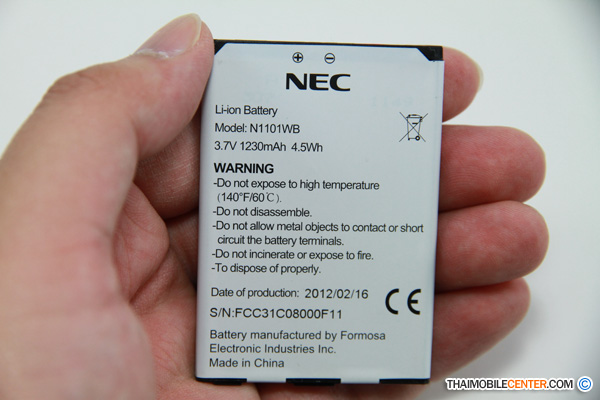 ⊕ ⊖
NEC
Li-ion Battery
Model: N1101WB
3.7V 1230mAh 4.5Wh
WARNING
-Do not expose to high temperature
(140°F/60℃).
-Do not disassemble.
-Do not allow metal objects to contact or short
circuit the battery terminals.
-Do not incinerate or expose to fire.
-To dispose of properly.
Date of production: 2012/02/16
CE
S/N:FCC31C08000F11
Battery manufactured by Formosa
Electronic Industries Inc.
Made in China
THAIMOBILECENTER.COM ©